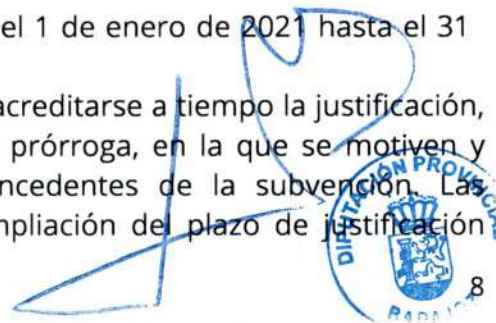 el 1 de enero de 2021 hasta el 31
acreditarse a tiempo la justificación,
prórroga, en la que se motiven y
ncedentes de la subvención. Las
mpliación del plazo de justificación
DIPUTACIÓN PROVINCIAL
BADAJOZ
8